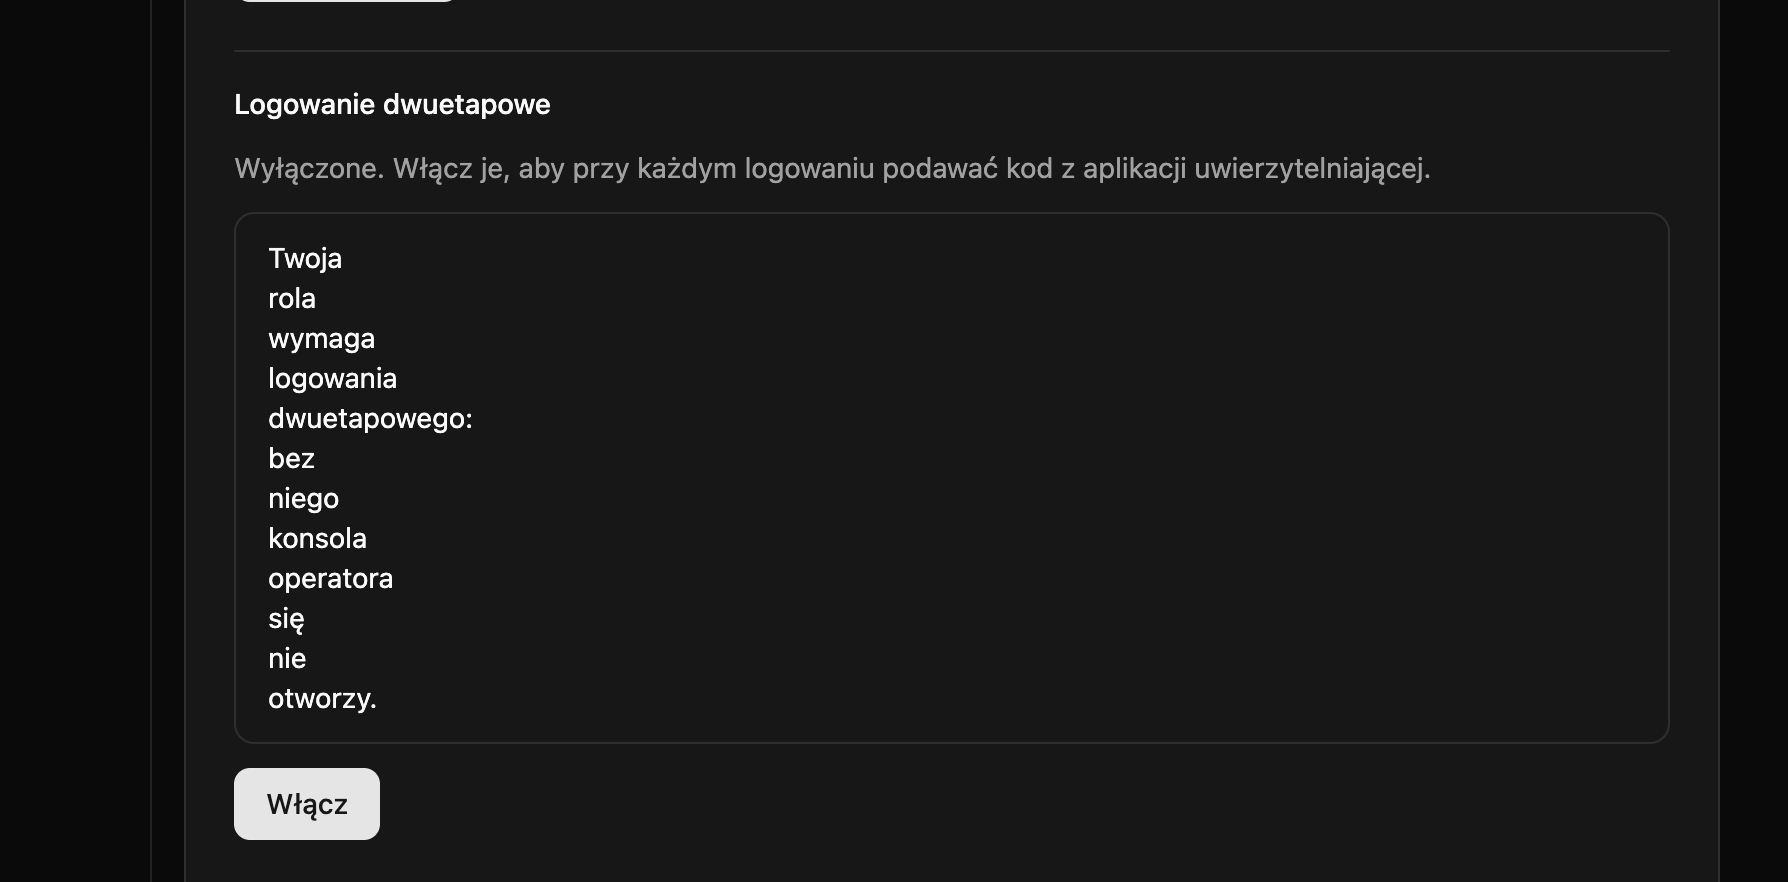 Logowanie dwuetapowe
Wyłączone. Włącz je, aby przy każdym logowaniu podawać kod z aplikacji uwierzytelniającej.
Twoja
rola
wymaga
logowania
dwuetapowego:
bez
niego
konsola
operatora
się
nie
otworzy.
Włącz